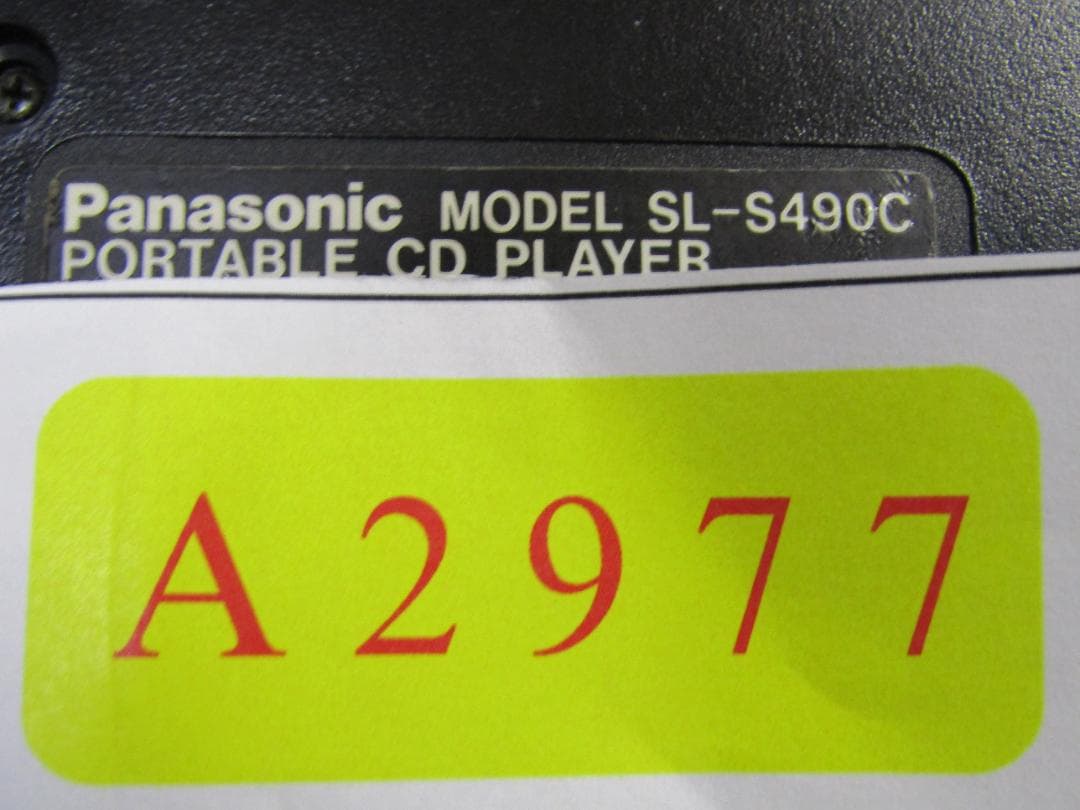 Panasonic MODEL SL-S490C
PORTABLE CD PLAYER
A2977